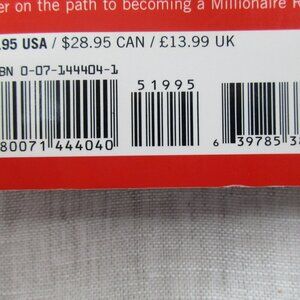 er on the path to becoming a Millionaire R
.95 USA / $28.95 CAN / £13.99 UK
BN 0-07-144404-1
51995
80071 444040
6 39785 38